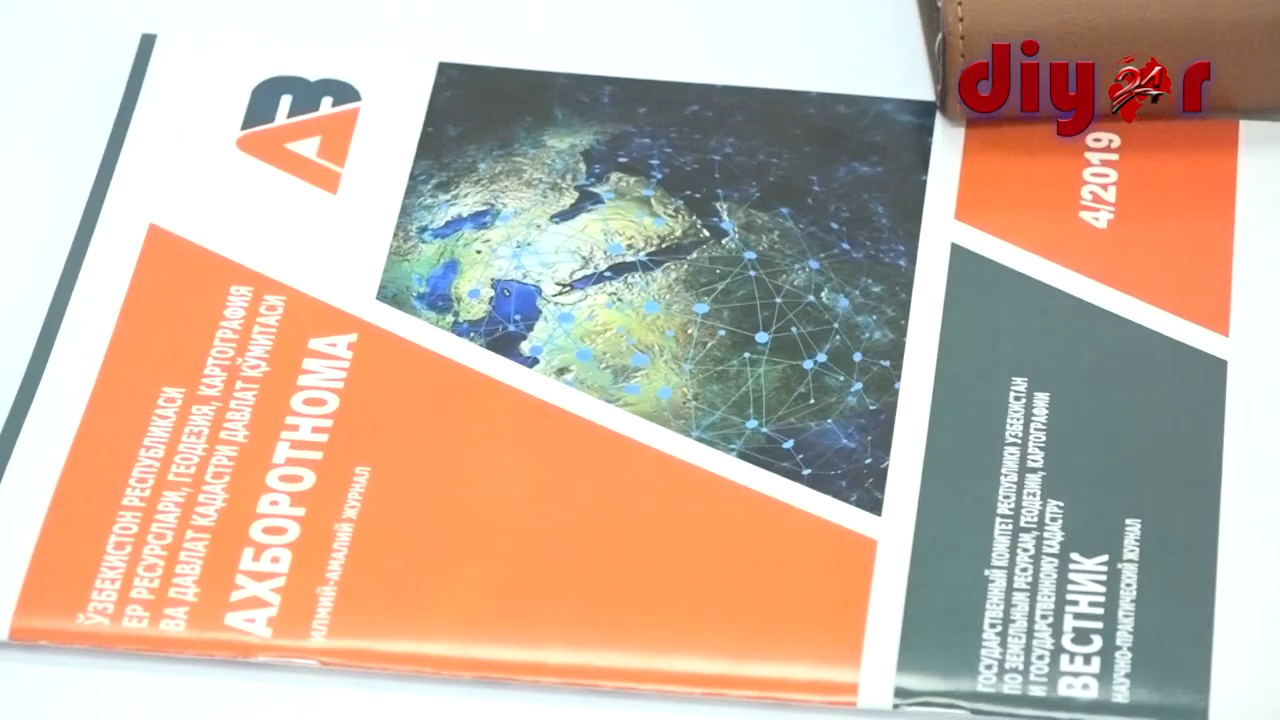 diyor 24
АВ
4/2019
ЎЗБЕКИСТОН РЕСПУБЛИКАСИ
ЕР РЕСУРСЛАРИ, ГЕОДЕЗИЯ, КАРТОГРАФИЯ
ВА ДАВЛАТ КАДАСТРИ ДАВЛАТ ҚЎМИТАСИ
АХБОРОТНОМА
ИЛМИЙ-АМАЛИЙ ЖУРНАЛ
ГОСУДАРСТВЕННЫЙ КОМИТЕТ РЕСПУБЛИКИ УЗБЕКИСТАН
ПО ЗЕМЕЛЬНЫМ РЕСУРСАМ, ГЕОДЕЗИИ, КАРТОГРАФИИ
И ГОСУДАРСТВЕННОМУ КАДАСТРУ
ВЕСТНИК
НАУЧНО-ПРАКТИЧЕСКИЙ ЖУРНАЛ